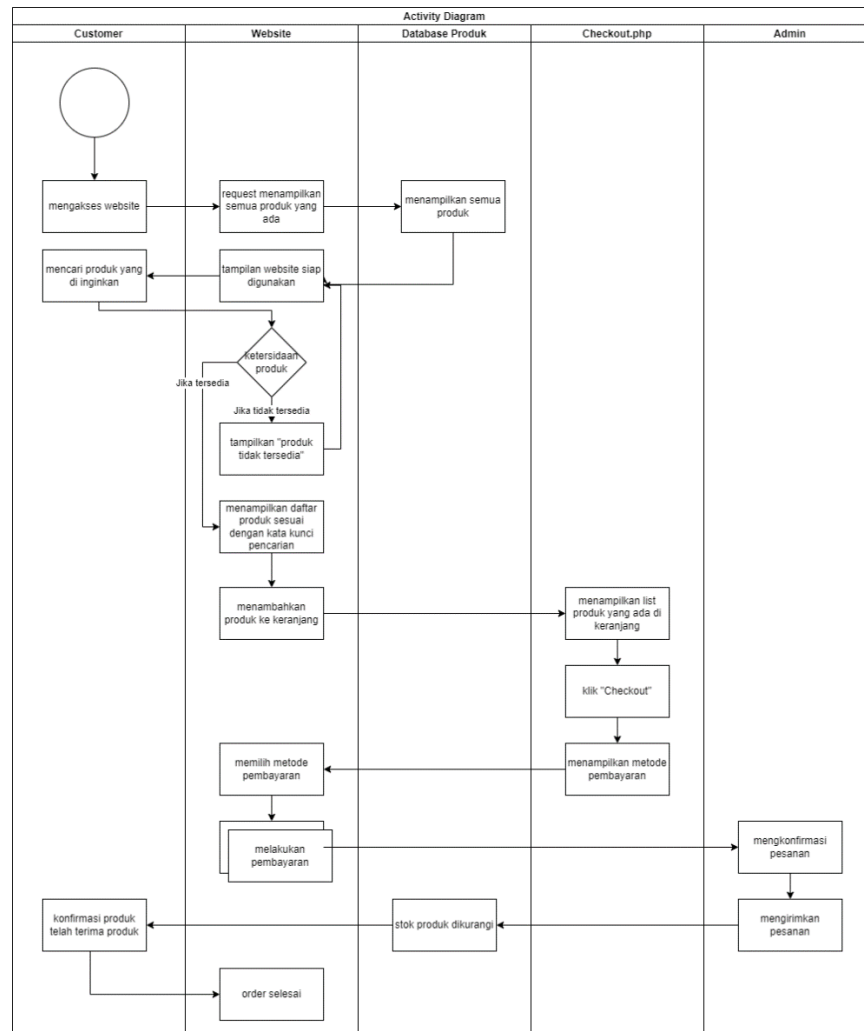 Activity Diagram
Customer
Website
Database Produk
Checkout.php
Admin
mengakses website
request menampilkan
semua produk yang
ada
menampilkan semua
produk
mencari produk yang
di inginkan
tampilan website siap
digunakan
ketersidaan
produk
Jika tersedia
Jika tidak tersedia
tampilkan "produk
tidak tersedia"
menampilkan daftar
produk sesuai
dengan kata kunci
pencarian
menambahkan
produk ke keranjang
menampilkan list
produk yang ada di
keranjang
klik "Checkout"
memilih metode
pembayaran
menampilkan metode
pembayaran
melakukan
pembayaran
mengkonfirmasi
pesanan
konfirmasi produk
telah terima produk
stok produk dikurangi
mengirimkan
pesanan
order selesai